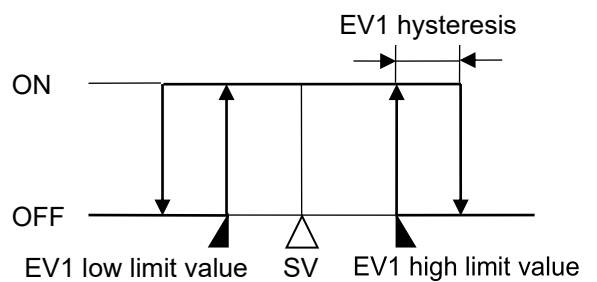 EV1 hysteresis
ON
OFF
EV1 low limit value SV EV1 high limit value